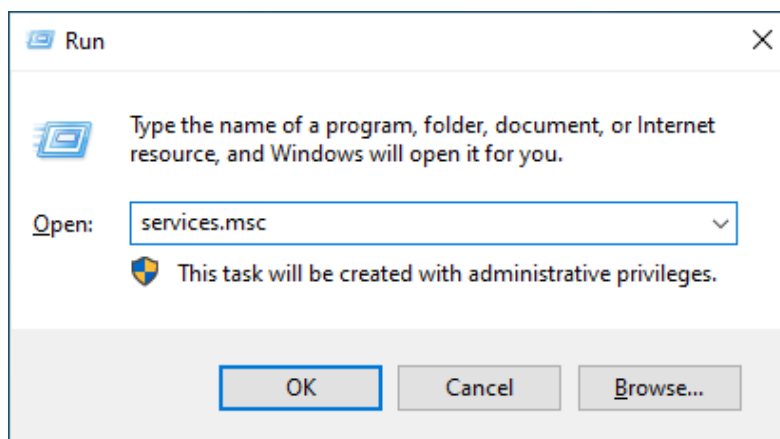 Run
Type the name of a program, folder, document, or Internet
resource, and Windows will open it for you.
Open:
services.msc
This task will be created with administrative privileges.
OK
Cancel
Browse...